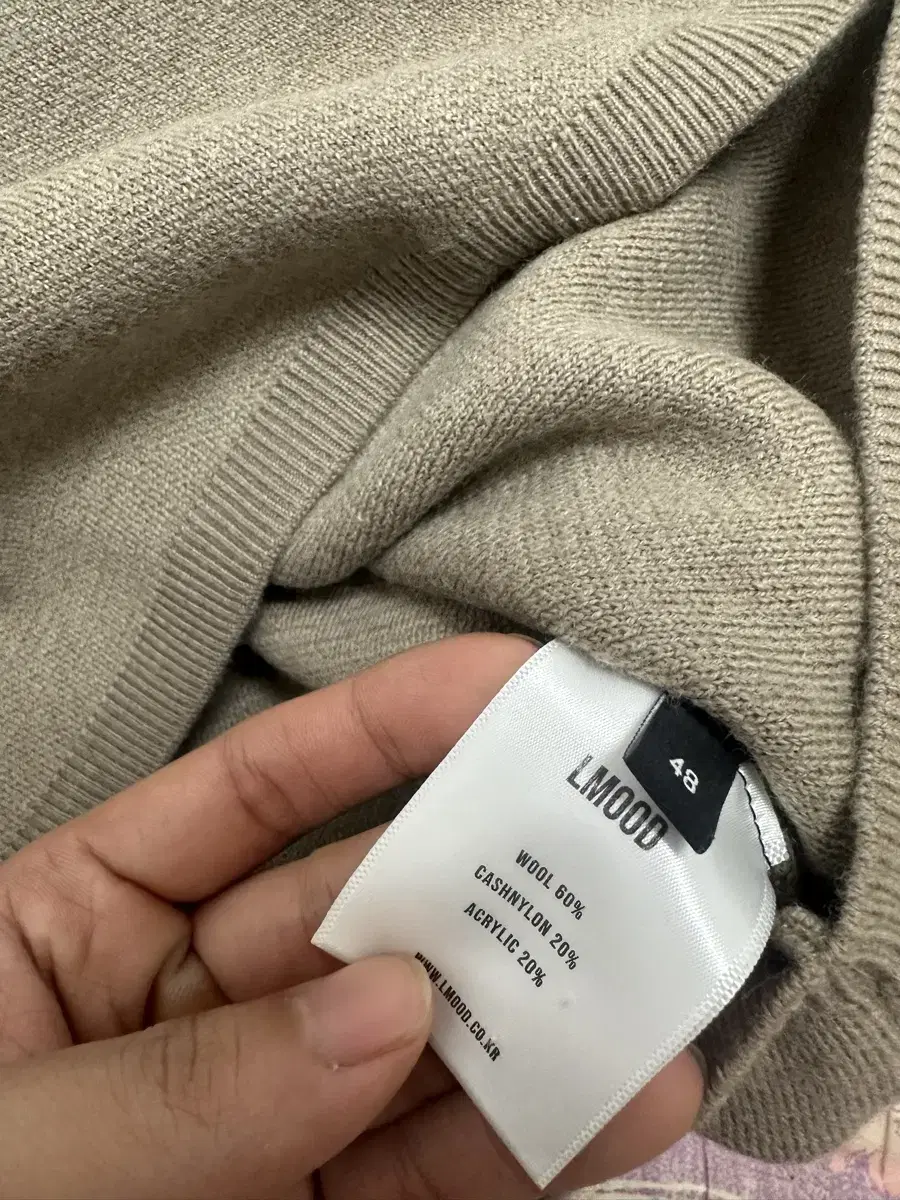 48
LMOOD
WOOL 60%
CASHNYLON 20%
ACRYLIC 20%
WWW.LMOOD.CO.KR